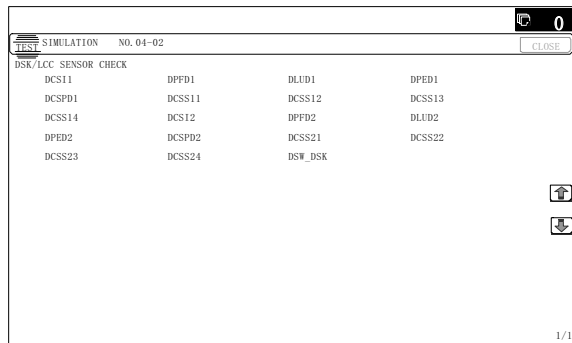 0
TEST SIMULATION NO.04-02 CLOSE
DSK/LCC SENSOR CHECK
DCSI1 DPFD1 DLUD1 DPED1
DCSPD1 DCSS11 DCSS12 DCSS13
DCSS14 DCSI2 DPFD2 DLUD2
DPED2 DCSPD2 DCSS21 DCSS22
DCSS23 DCSS24 DSW_DSK
1/1